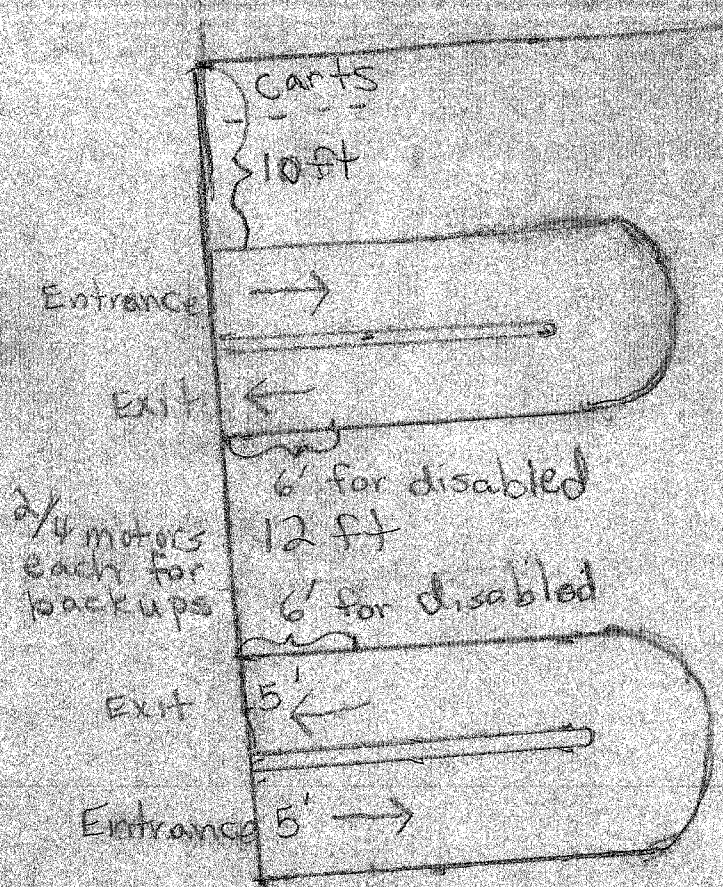 carts
10ft
Entrance
Exit
6' for disabled
2/4 motors
each for
backups
12 ft
6' for disabled
Exit
5'
Entrance 5'